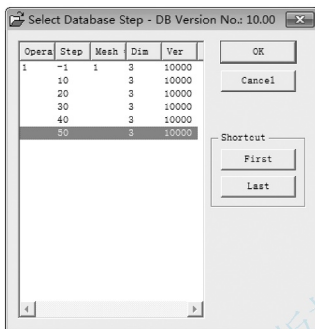 Select Database Step - DB Version No.: 10.00
Opera Step Mesh Dim Ver
1 -1 1 3 10000
10 3 10000
20 3 10000
30 3 10000
40 3 10000
50 3 10000
OK
Cancel
Shortcut
First
Last